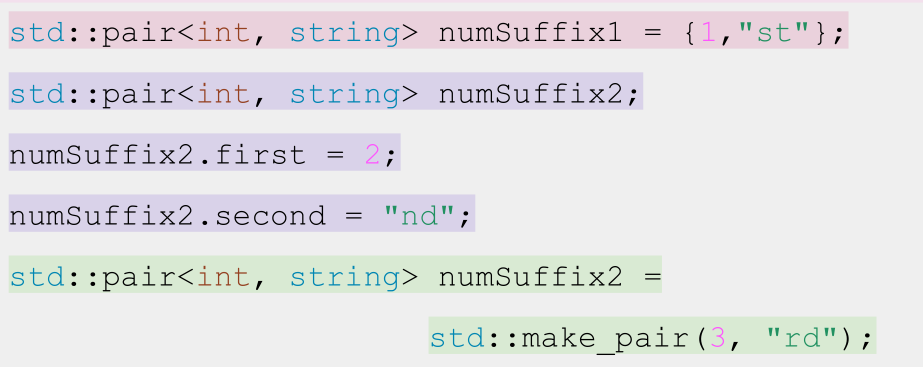 std::pair<int, string> numSuffix1 = {1,"st"};
std::pair<int, string> numSuffix2;
numSuffix2.first = 2;
numSuffix2.second = "nd";
std::pair<int, string> numSuffix2 =
std::make_pair(3, "rd");